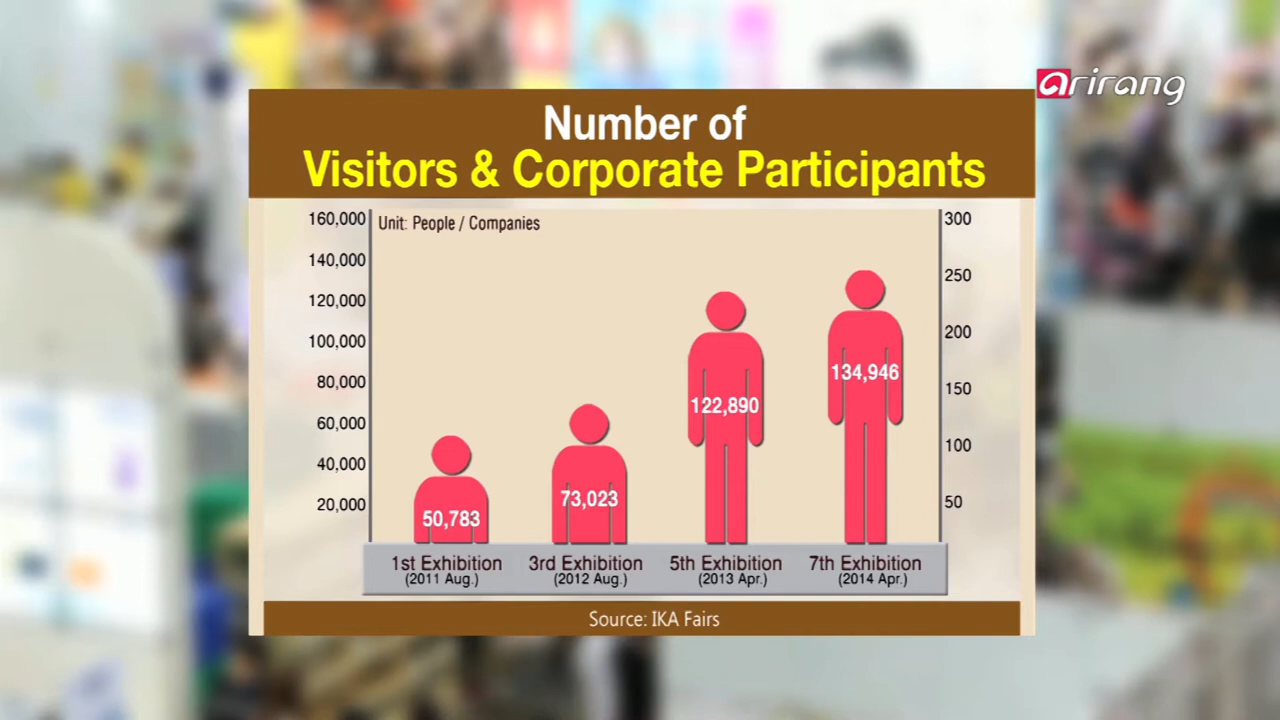 arirang
Number of
Visitors & Corporate Participants
Unit: People / Companies
160,000
140,000
120,000
100,000
80,000
60,000
40,000
20,000
300
250
200
150
100
50
50,783
73,023
122,890
134,946
1st Exhibition
(2011 Aug.)
3rd Exhibition
(2012 Aug.)
5th Exhibition
(2013 Apr.)
7th Exhibition
(2014 Apr.)
Source: IKA Fairs